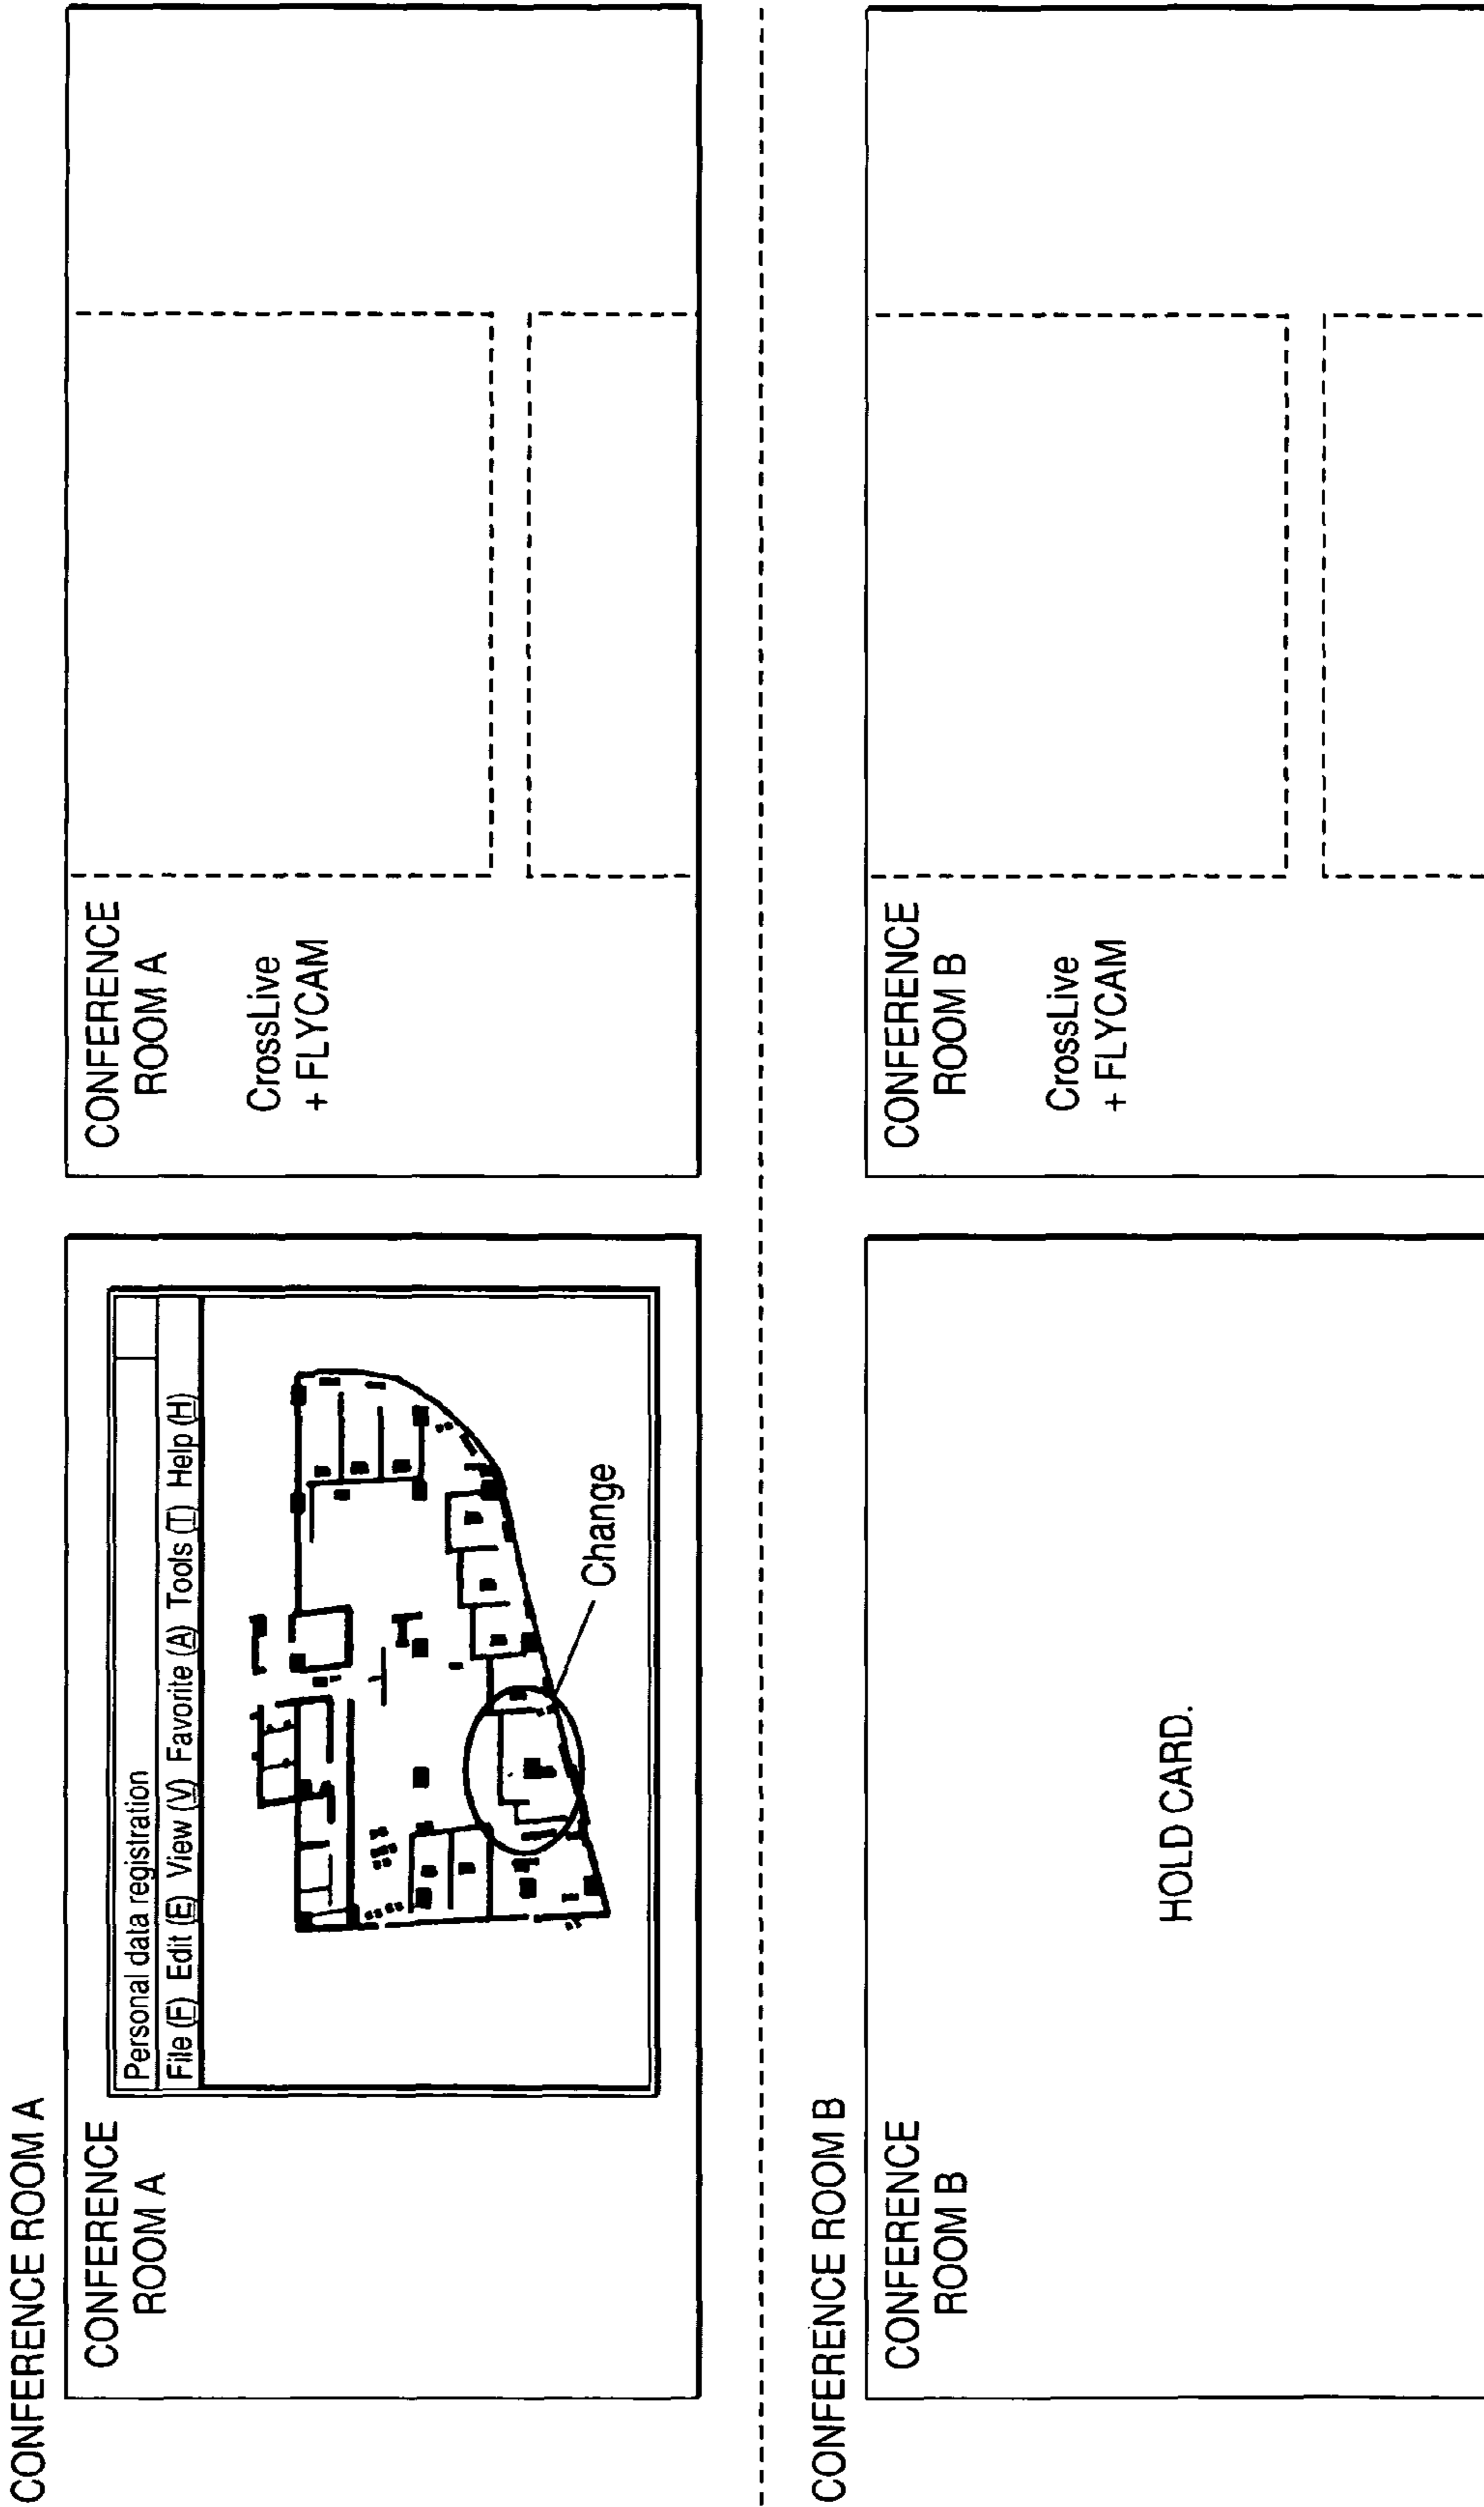 CONFERENCE ROOM A
CONFERENCE
ROOM A
Personal data registration
File (F) Edit (E) View (V) Favorite (A) Tools (T) Help (H)
Change
CONFERENCE
ROOM A
CrossLive
+ FLYCAM
CONFERENCE ROOM B
CONFERENCE
ROOM B
HOLD CARD.
CONFERENCE
ROOM B
CrossLive
+ FLYCAM